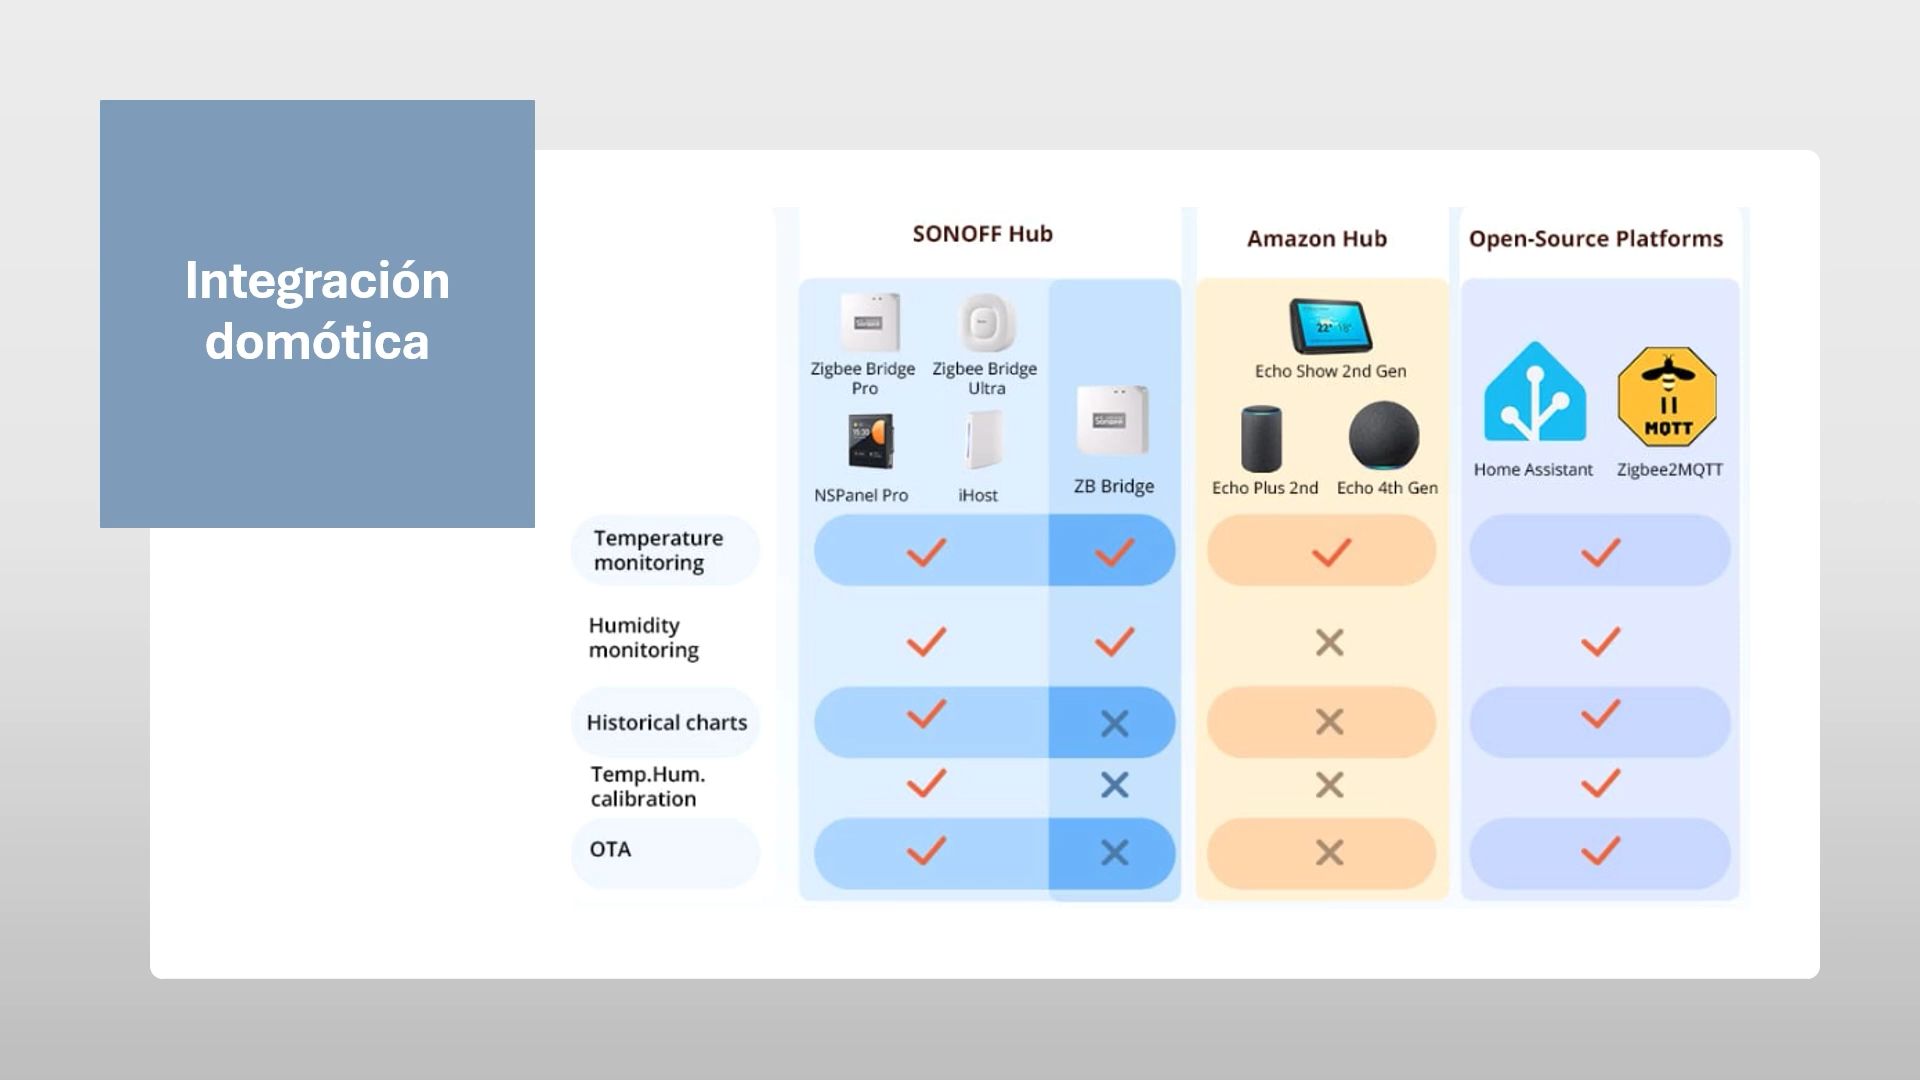 Integración
domótica
SONOFF Hub
Amazon Hub
Open-Source Platforms
Zigbee Bridge
Pro
Zigbee Bridge
Ultra
NSPanel Pro
iHost
ZB Bridge
Echo Show 2nd Gen
Echo Plus 2nd
Echo 4th Gen
MQTT
Home Assistant
Zigbee2MQTT
Temperature
monitoring
Humidity
monitoring
Historical charts
Temp.Hum.
calibration
OTA